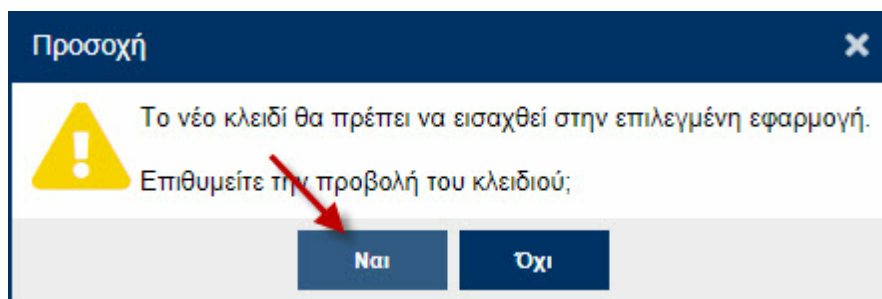 Προσοχή
Το νέο κλειδί θα πρέπει να εισαχθεί στην επιλεγμένη εφαρμογή.
Επιθυμείτε την προβολή του κλειδιού;
Ναι
Όχι